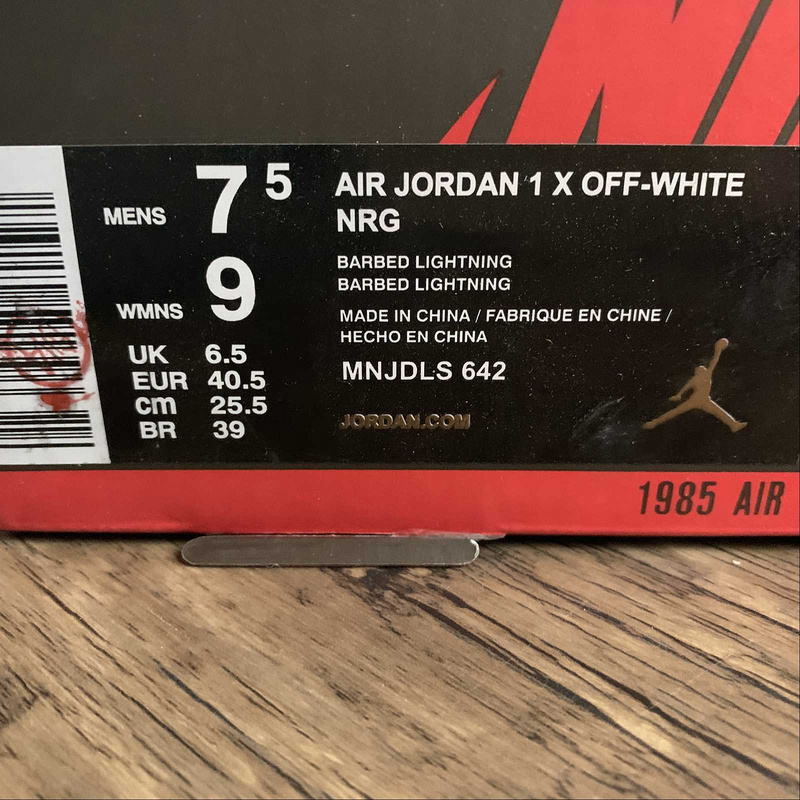 NI
MENS 7 5
WMNS 9
UK 6.5
EUR 40.5
cm 25.5
BR 39
AIR JORDAN 1 X OFF-WHITE
NRG
BARBED LIGHTNING
BARBED LIGHTNING
MADE IN CHINA / FABRIQUE EN CHINE /
HECHO EN CHINA
MNJDLS 642
JORDAN.COM
1985 AIR